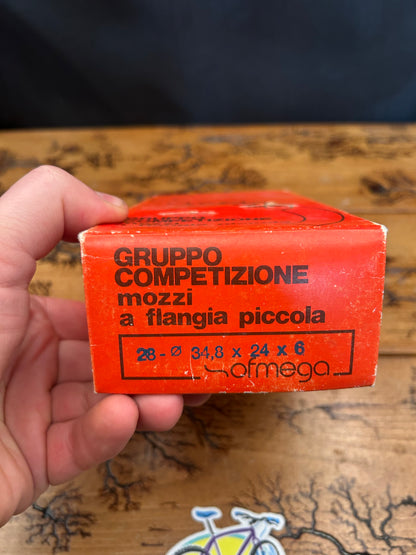 GRUPPO
COMPETIZIONE
mozzi
a flangia piccola
28 - Ø 34,8 x 24 x 6
ofmega